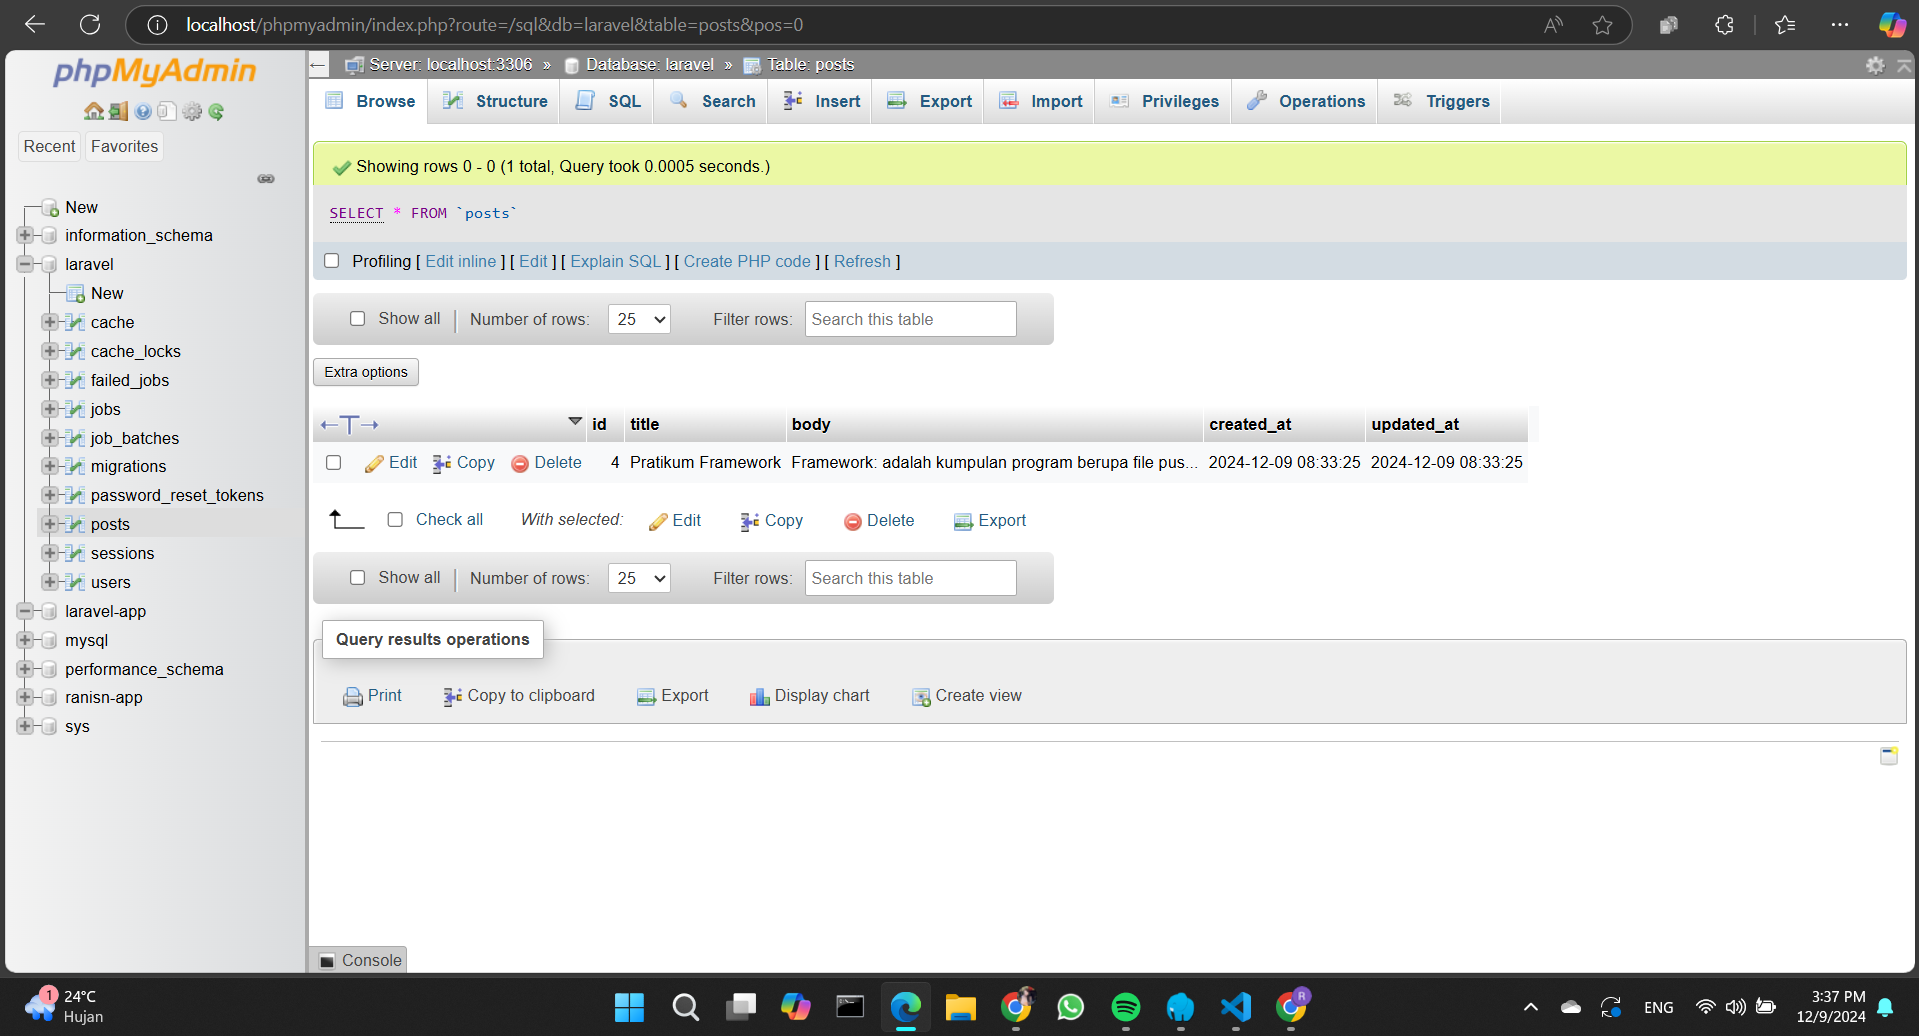 localhost/phpmyadmin/index.php?route=/sql&db=laravel&table=posts&pos=0
phpMyAdmin
Recent Favorites
New
information_schema
laravel
New
cache
cache_locks
failed_jobs
jobs
job_batches
migrations
password_reset_tokens
posts
sessions
users
laravel-app
mysql
performance_schema
ranisn-app
sys
Server: localhost:3306 » Database: laravel » Table: posts
Browse Structure SQL Search Insert Export Import Privileges Operations Triggers
Showing rows 0 - 0 (1 total, Query took 0.0005 seconds.)
SELECT * FROM `posts`
Profiling [ Edit inline ] [ Edit ] [ Explain SQL ] [ Create PHP code ] [ Refresh ]
Show all Number of rows: 25 Filter rows: Search this table
Extra options
id title body created_at updated_at
Edit Copy Delete 4 Pratikum Framework Framework: adalah kumpulan program berupa file pus... 2024-12-09 08:33:25 2024-12-09 08:33:25
Check all With selected: Edit Copy Delete Export
Show all Number of rows: 25 Filter rows: Search this table
Query results operations
Print Copy to clipboard Export Display chart Create view
Console
1 24°C
Hujan
R
ENG
3:37 PM
12/9/2024